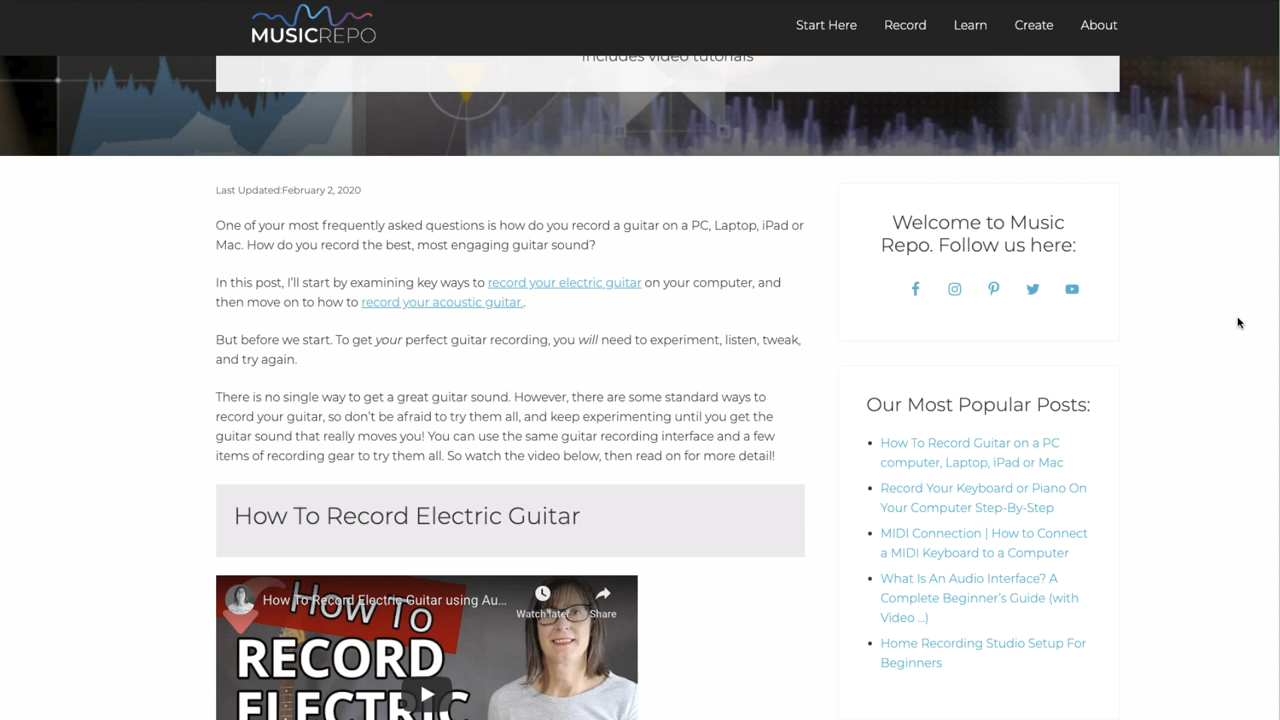 MUSICREPO
Start Here
Record
Learn
Create
About
includes video tutorials
Last Updated:February 2, 2020
One of your most frequently asked questions is how do you record a guitar on a PC, Laptop, iPad or
Mac. How do you record the best, most engaging guitar sound?
In this post, I'll start by examining key ways to record your electric guitar on your computer, and
then move on to how to record your acoustic guitar..
But before we start. To get your perfect guitar recording, you will need to experiment, listen, tweak,
and try again.
There is no single way to get a great guitar sound. However, there are some standard ways to
record your guitar, so don't be afraid to try them all, and keep experimenting until you get the
guitar sound that really moves you! You can use the same guitar recording interface and a few
items of recording gear to try them all. So watch the video below, then read on for more detail!
How To Record Electric Guitar
How To Record Electric Guitar using Au...
Watch later
Share
How To
RECORD
ELECTRIC
Welcome to Music
Repo. Follow us here:
Our Most Popular Posts:
How To Record Guitar on a PC
computer, Laptop, iPad or Mac
Record Your Keyboard or Piano On
Your Computer Step-By-Step
MIDI Connection | How to Connect
a MIDI Keyboard to a Computer
What Is An Audio Interface? A
Complete Beginner's Guide (with
Video ...)
Home Recording Studio Setup For
Beginners